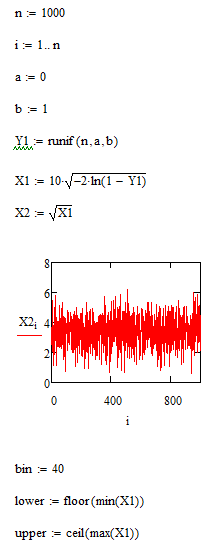 n := 1000
i := 1.. n
a := 0
b := 1
Y1 := runif(n,a,b)
X1 := 10·√-2·ln(1 − Y1)
X2 := √X1
8
6
X2i 4
2
0
0 400 800
i
bin := 40
lower := floor(min(X1))
upper := ceil(max(X1))